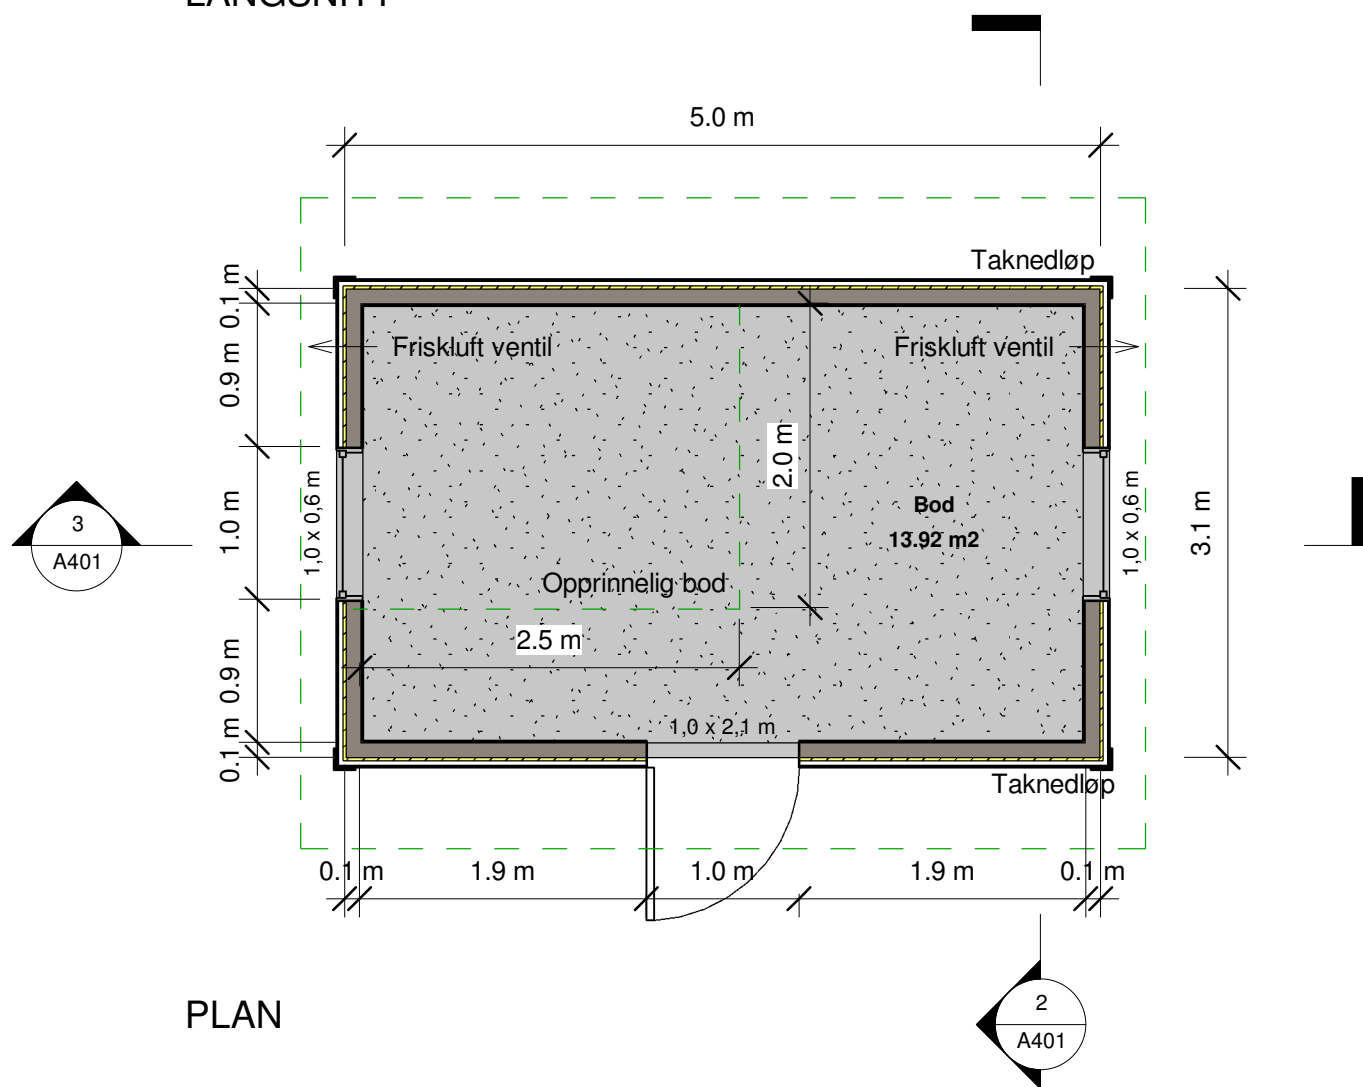 LANGSNITT
5.0 m
Taknedløp
0.1 m
Friskluft ventil
Friskluft ventil
0.9 m
2.0 m
1.0 m
1,0 x 0,6 m
Bod
13.92 m2
1,0 x 0,6 m
3.1 m
3
A401
Opprinnelig bod
2.5 m
0.9 m
1,0 x 2,1 m
0.1 m
Taknedløp
0.1 m
1.9 m
1.0 m
1.9 m
0.1 m
PLAN
2
A401